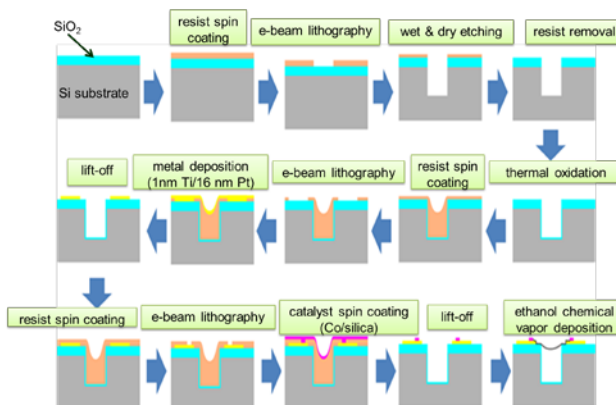 SiO2
resist spin
coating
e-beam lithography
wet & dry etching
resist removal
Si substrate
lift-off
metal deposition
(1nm Ti/16 nm Pt)
e-beam lithography
resist spin
coating
thermal oxidation
resist spin coating
e-beam lithography
catalyst spin coating
(Co/silica)
lift-off
ethanol chemical
vapor deposition